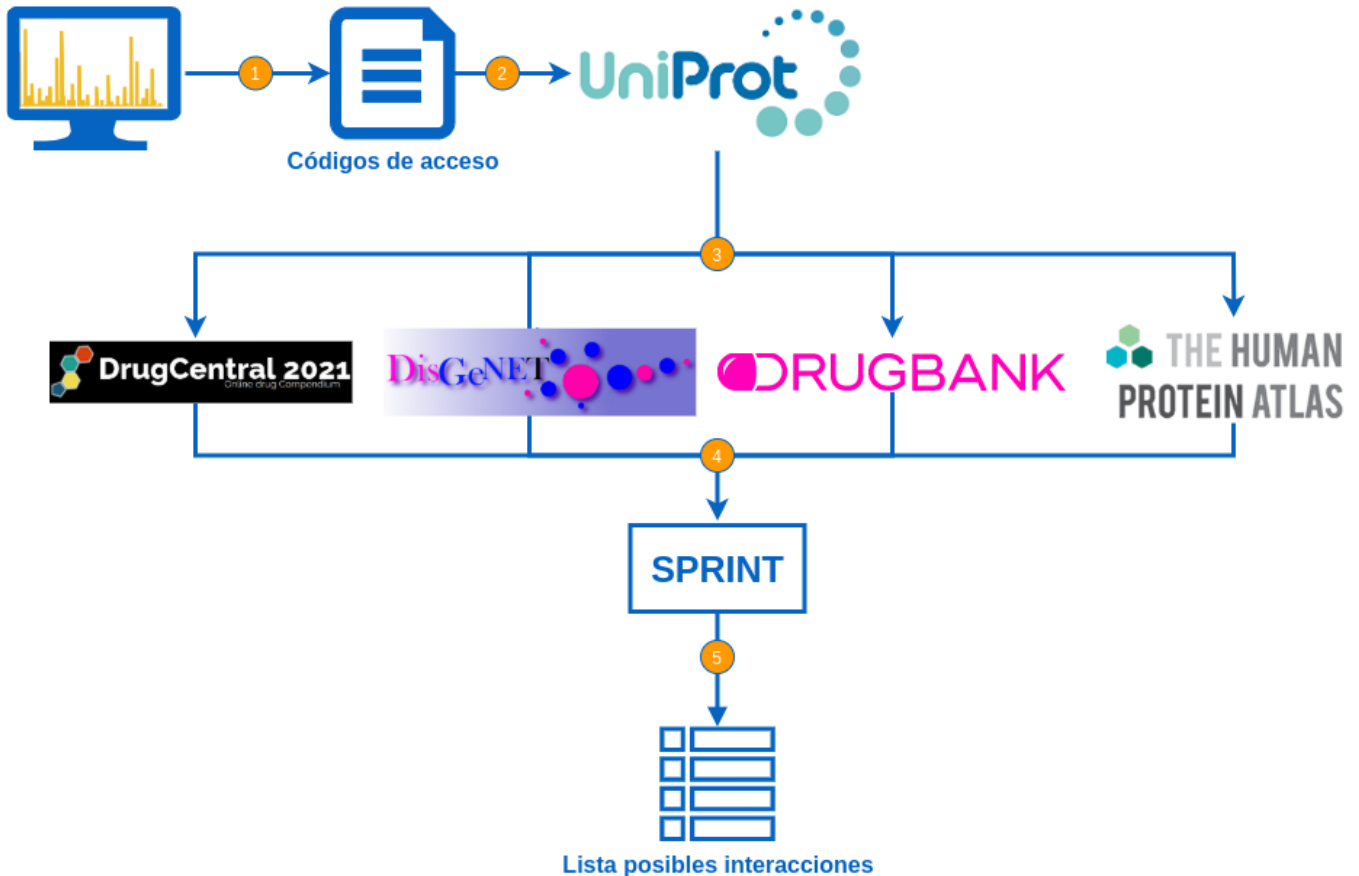 1
2
UniProt
Códigos de acceso
3
DrugCentral 2021
Online drug Compendium
DisGeNET
DRUGBANK
THE HUMAN
PROTEIN ATLAS
4
SPRINT
5
Lista posibles interacciones